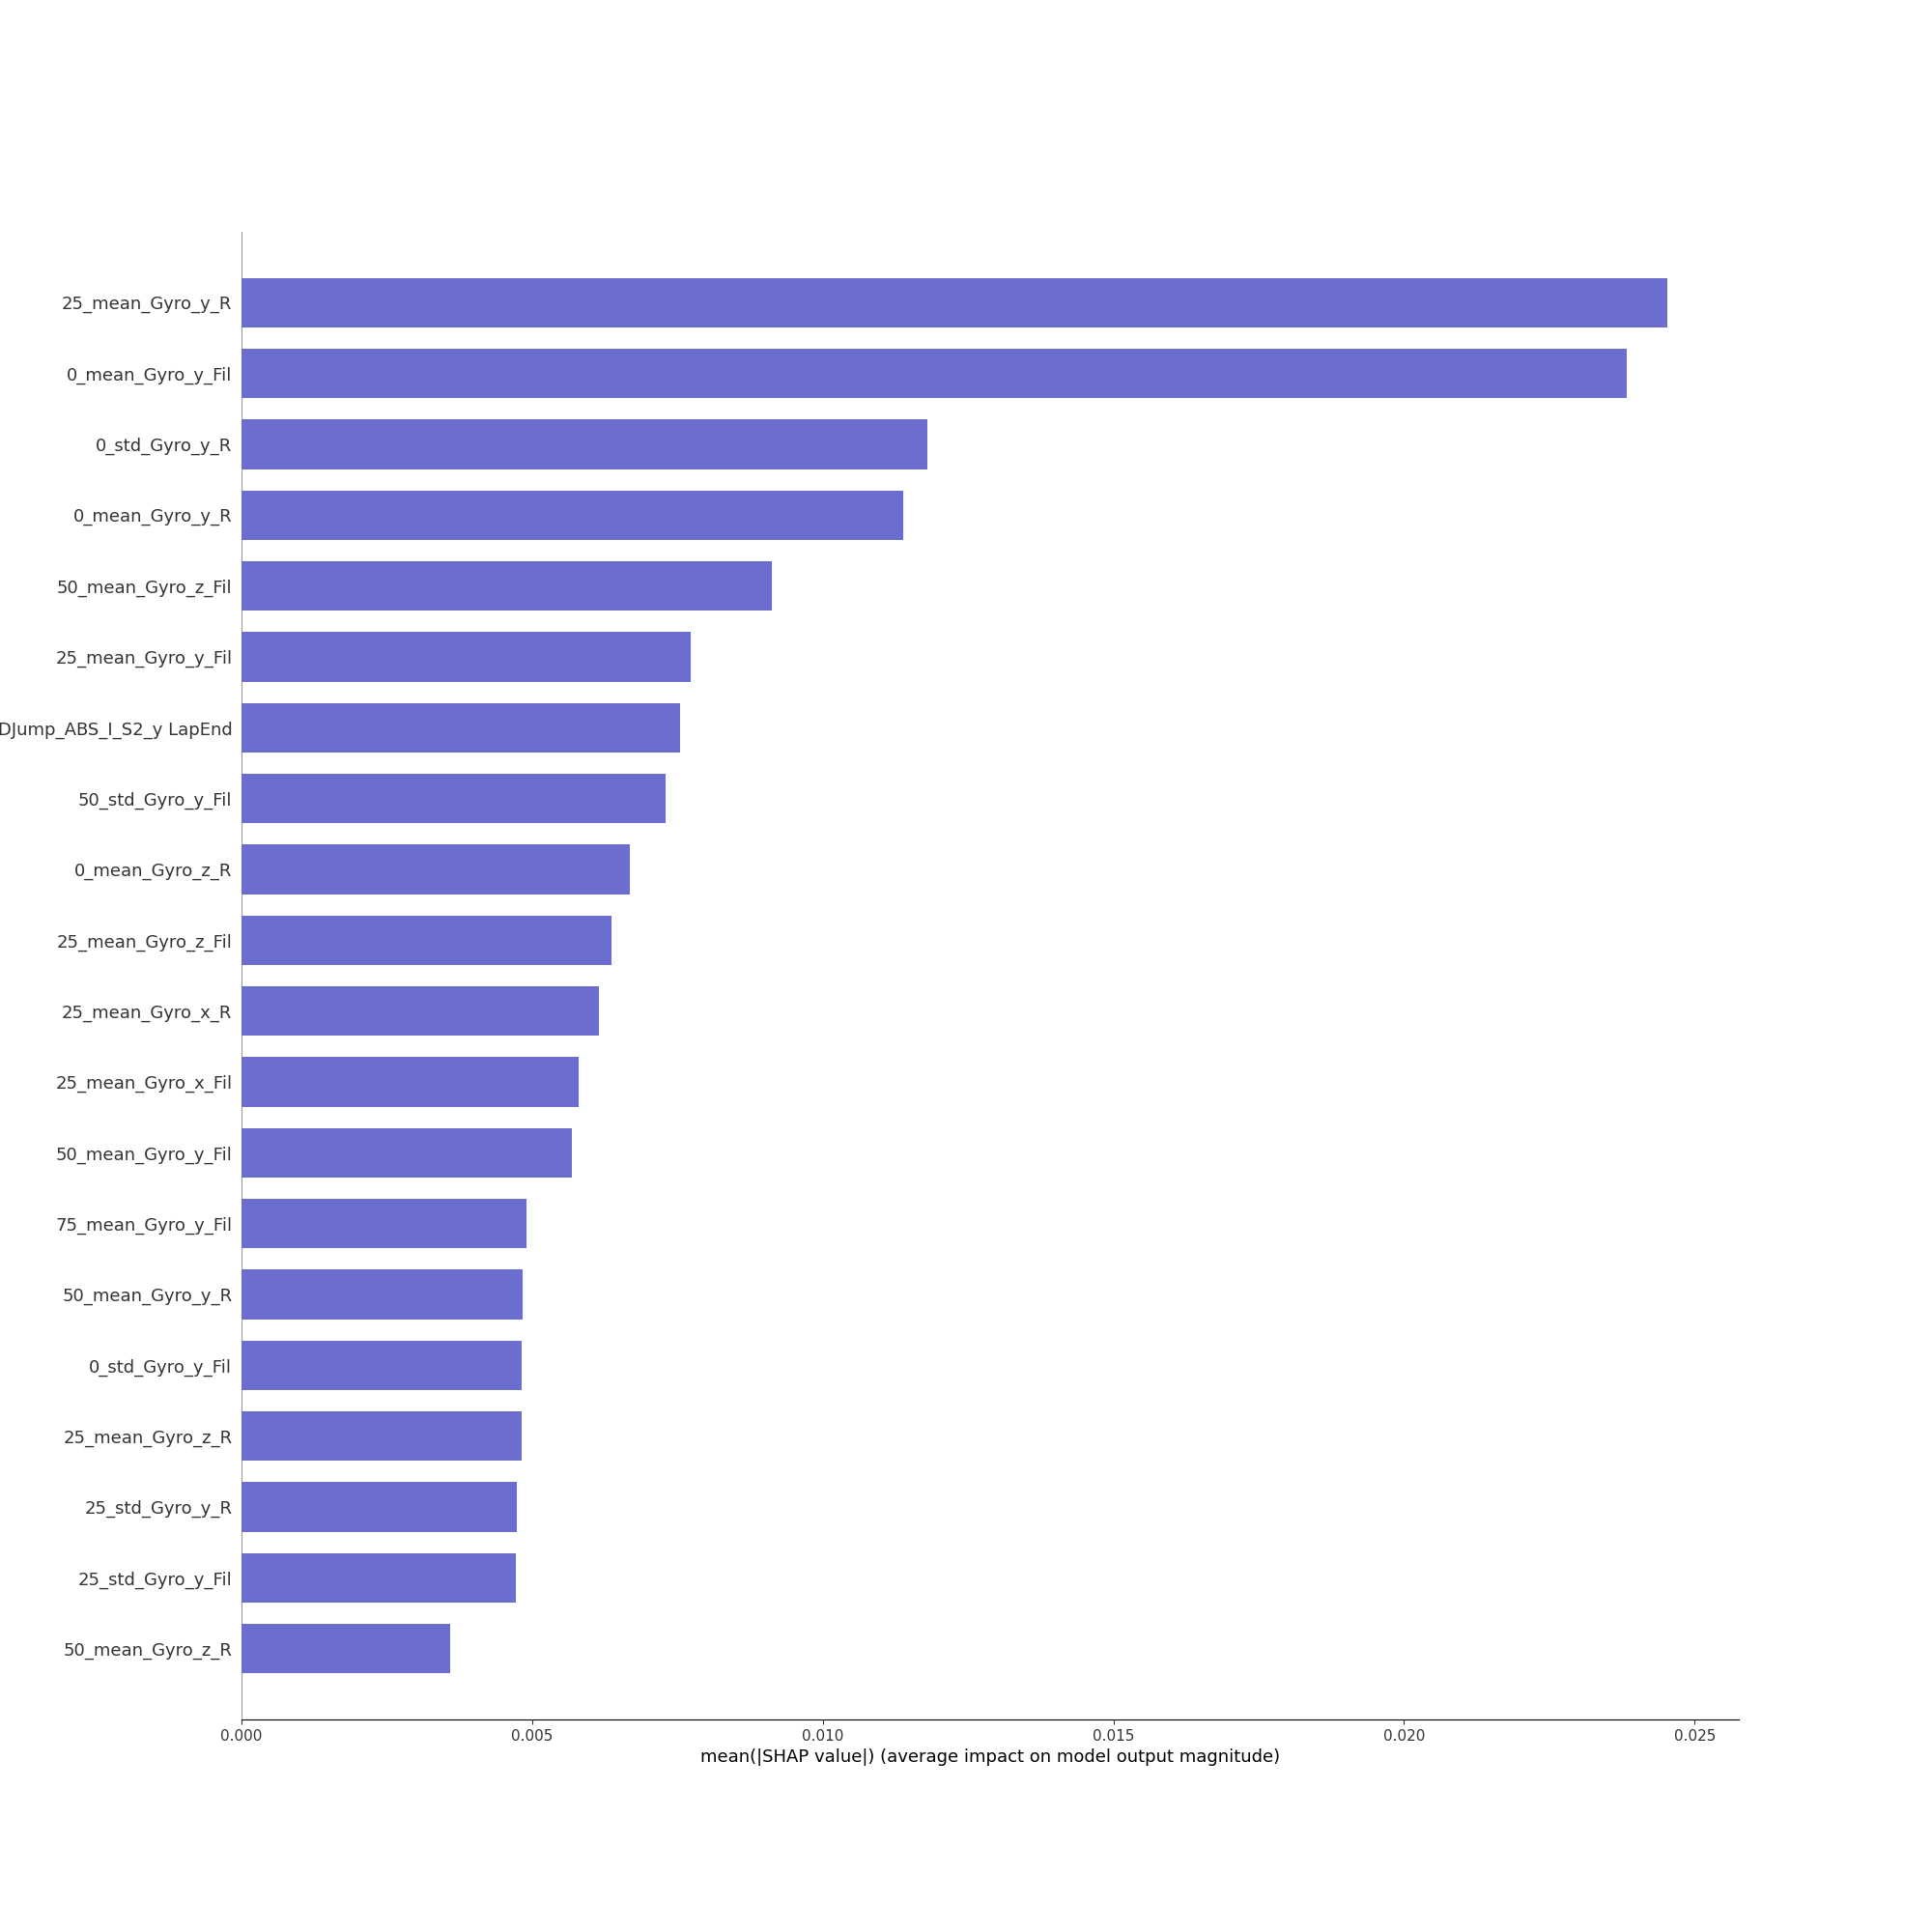 25_mean_Gyro_y_R
0_mean_Gyro_y_Fil
0_std_Gyro_y_R
0_mean_Gyro_y_R
50_mean_Gyro_z_Fil
25_mean_Gyro_y_Fil
DJump_ABS_I_S2_y LapEnd
50_std_Gyro_y_Fil
0_mean_Gyro_z_R
25_mean_Gyro_z_Fil
25_mean_Gyro_x_R
25_mean_Gyro_x_Fil
50_mean_Gyro_y_Fil
75_mean_Gyro_y_Fil
50_mean_Gyro_y_R
0_std_Gyro_y_Fil
25_mean_Gyro_z_R
25_std_Gyro_y_R
25_std_Gyro_y_Fil
50_mean_Gyro_z_R
0.000 0.005 0.010 0.015 0.020 0.025
mean(|SHAP value|) (average impact on model output magnitude)